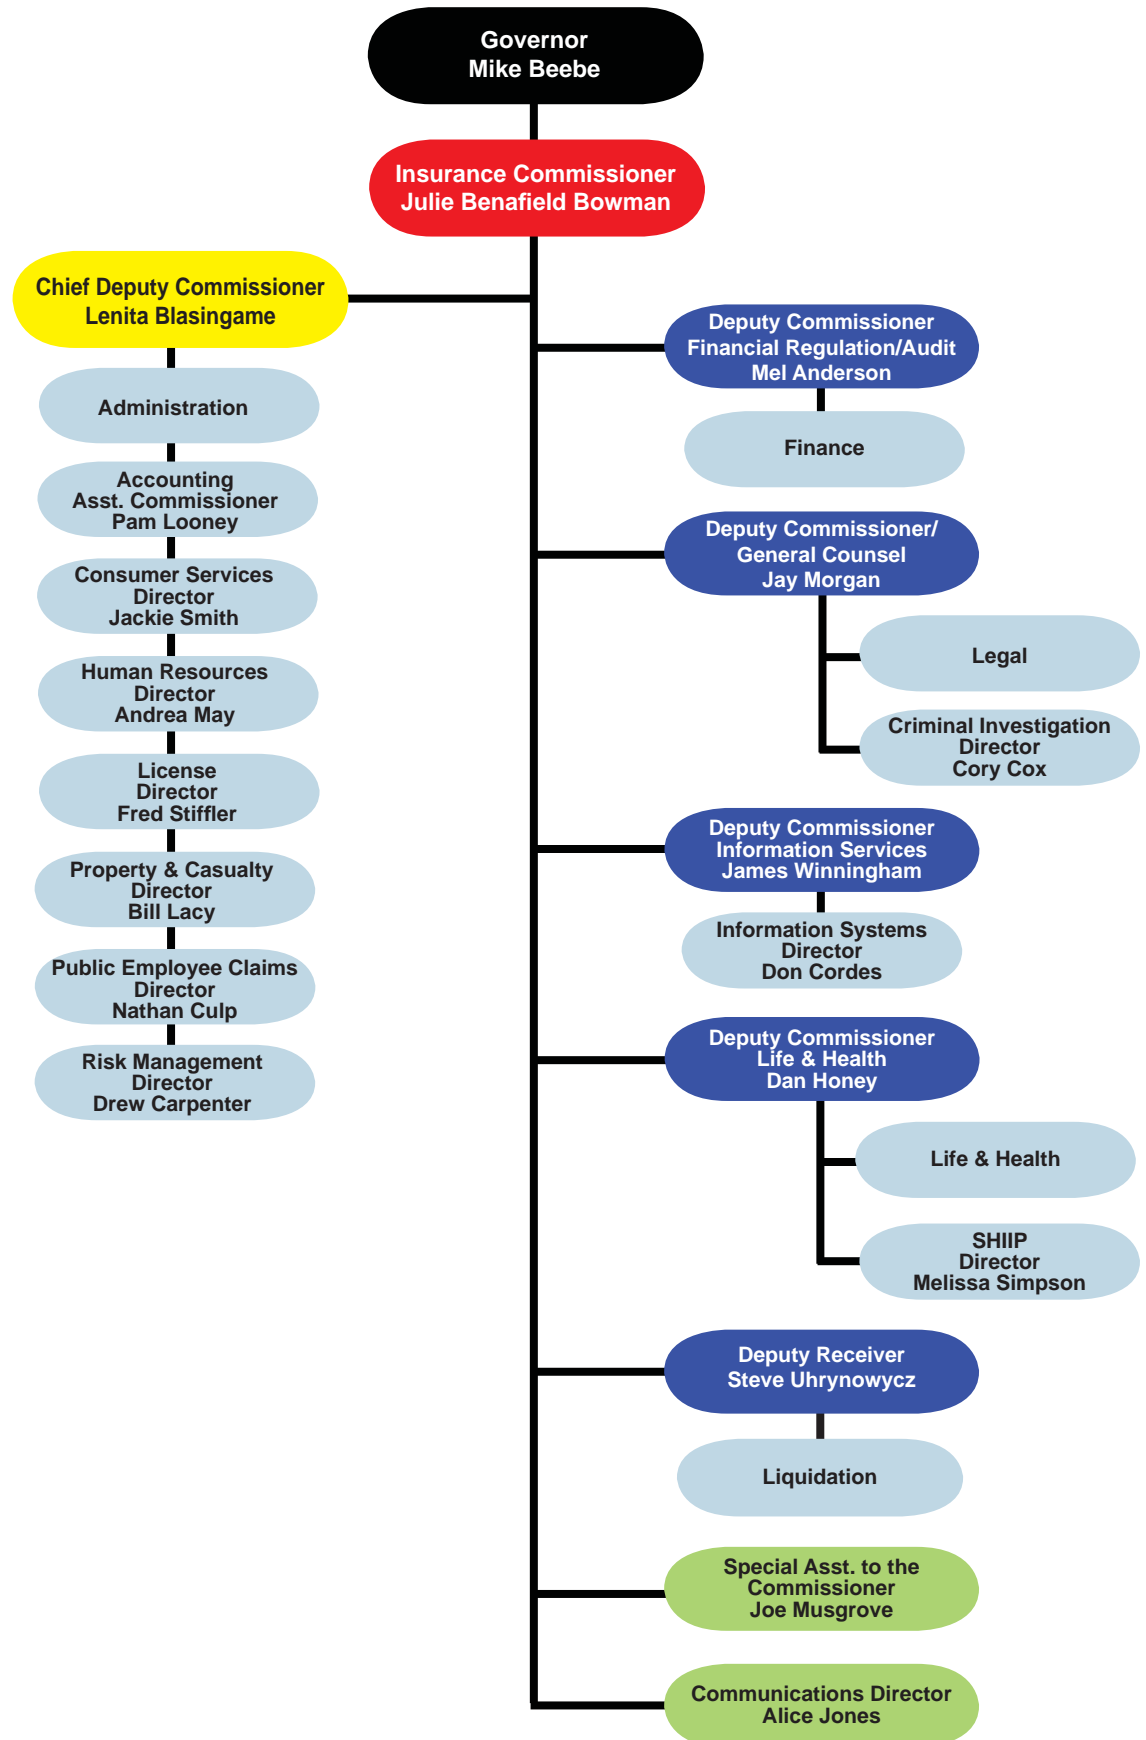 Governor
Mike Beebe
Insurance Commissioner
Julie Benafield Bowman
Chief Deputy Commissioner
Lenita Blasingame
Administration
Accounting
Asst. Commissioner
Pam Looney
Consumer Services
Director
Jackie Smith
Human Resources
Director
Andrea May
License
Director
Fred Stiffler
Property & Casualty
Director
Bill Lacy
Public Employee Claims
Director
Nathan Culp
Risk Management
Director
Drew Carpenter
Deputy Commissioner
Financial Regulation/Audit
Mel Anderson
Finance
Deputy Commissioner/
General Counsel
Jay Morgan
Legal
Criminal Investigation
Director
Cory Cox
Deputy Commissioner
Information Services
James Winningham
Information Systems
Director
Don Cordes
Deputy Commissioner
Life & Health
Dan Honey
Life & Health
SHIIP
Director
Melissa Simpson
Deputy Receiver
Steve Uhrynowycz
Liquidation
Special Asst. to the
Commissioner
Joe Musgrove
Communications Director
Alice Jones